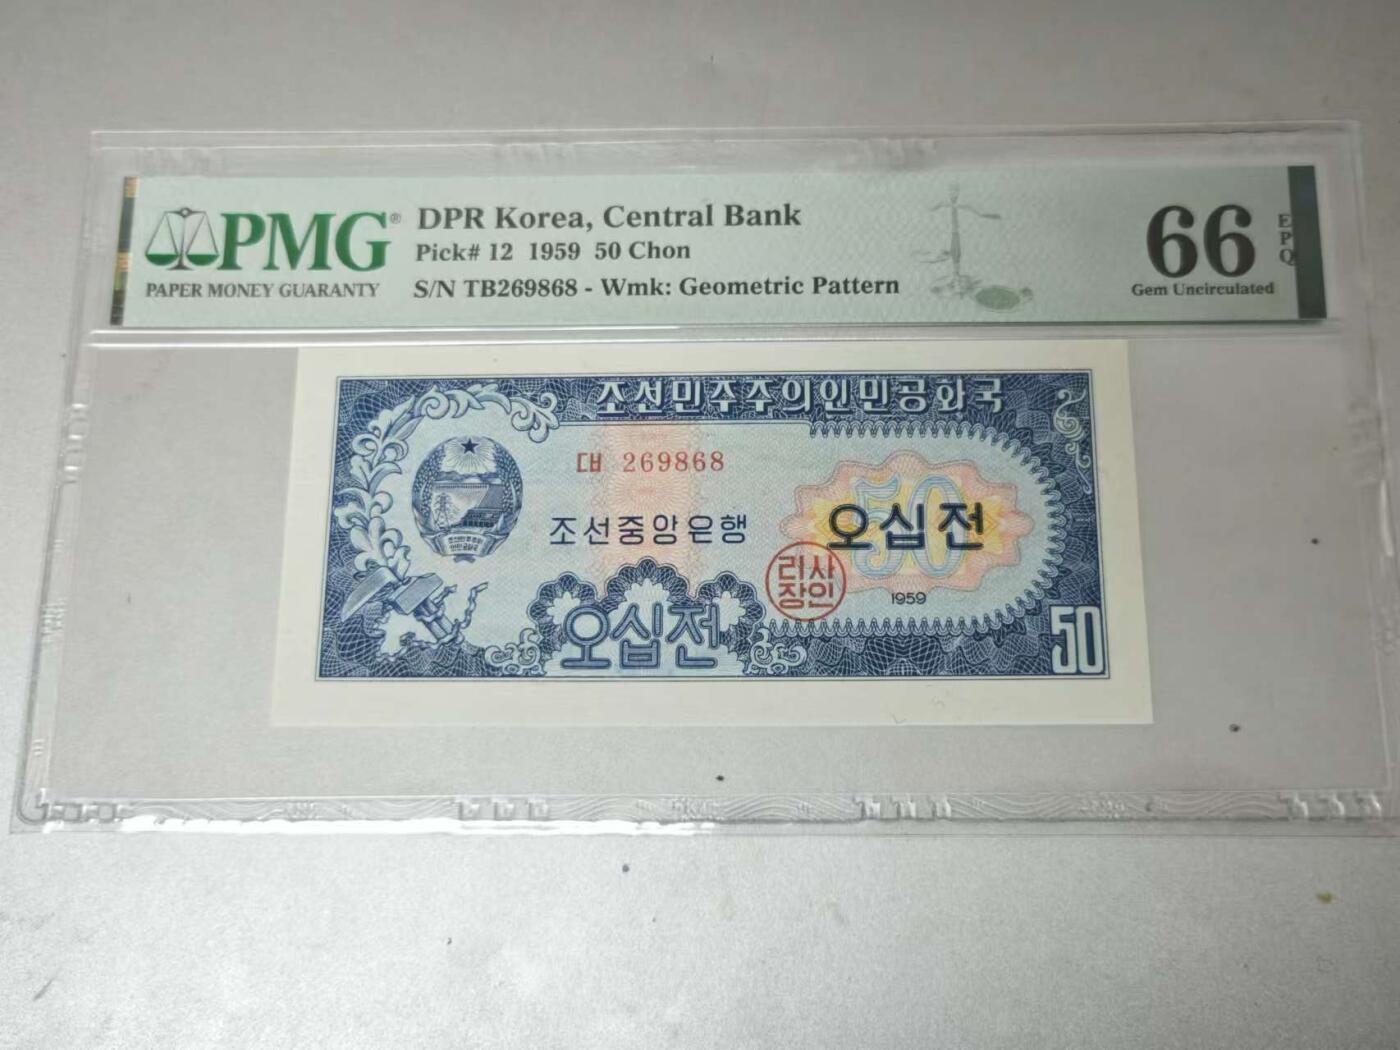 PMG®
PAPER MONEY GUARANTY
DPR Korea, Central Bank
Pick# 12 1959 50 Chon
S/N TB269868 - Wmk: Geometric Pattern
66 EPQ
Gem Uncirculated
조선민주주의인민공화국
ㄷㅂ 269868
조선중앙은행
50
오십전
리사
장인
1959
오십전
50